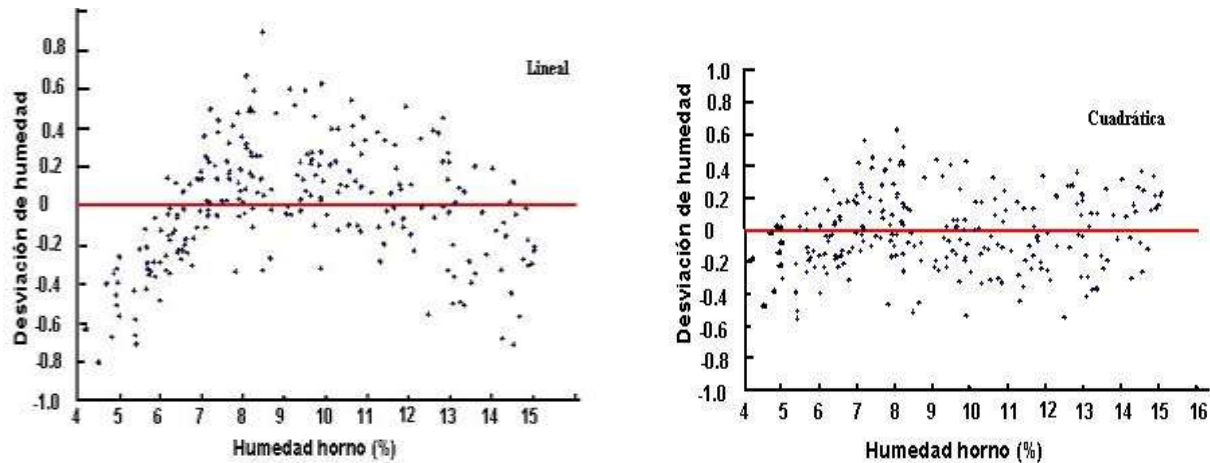 Lineal
Desviación de humedad
0.8
0.6
0.4
0.2
0
-0.2
-0.4
-0.6
-0.8
-1.0
4 5 6 7 8 9 10 11 12 13 14 15
Humedad horno (%)
Cuadrática
Desviación de humedad
1.0
0.8
0.6
0.4
0.2
0
-0.2
-0.4
-0.6
-0.8
-1.0
4 5 6 7 8 9 10 11 12 13 14 15 16
Humedad horno (%)